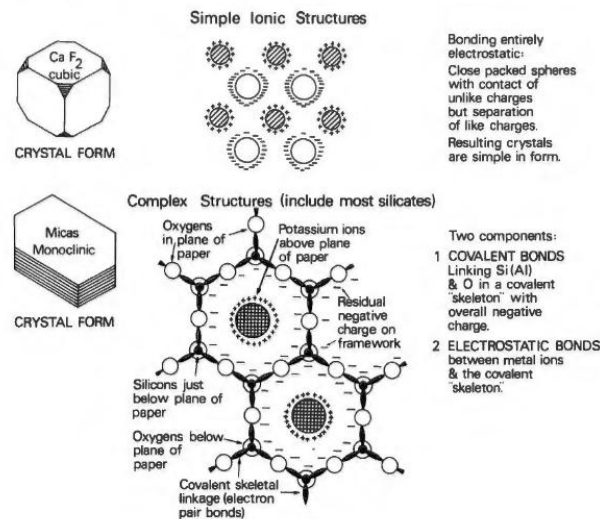 Simple Ionic Structures
Ca F2
cubic
CRYSTAL FORM
Bonding entirely
electrostatic:
Close packed spheres
with contact of
unlike charges
but separation
of like charges.
Resulting crystals
are simple in form.
Complex Structures (include most silicates)
Micas
Monoclinic
CRYSTAL FORM
Oxygens
in plane of
paper
Potassium ions
above plane
of paper
Residual
negative
charge on
framework
Silicons just
below plane of
paper
Oxygens below
plane of
paper
Covalent skeletal
linkage (electron
pair bonds)
Two components:
1 COVALENT BONDS
Linking Si(Al)
& O in a covalent
"skeleton" with
overall negative
charge.
2 ELECTROSTATIC BONDS
between metal ions
& the covalent
"skeleton".